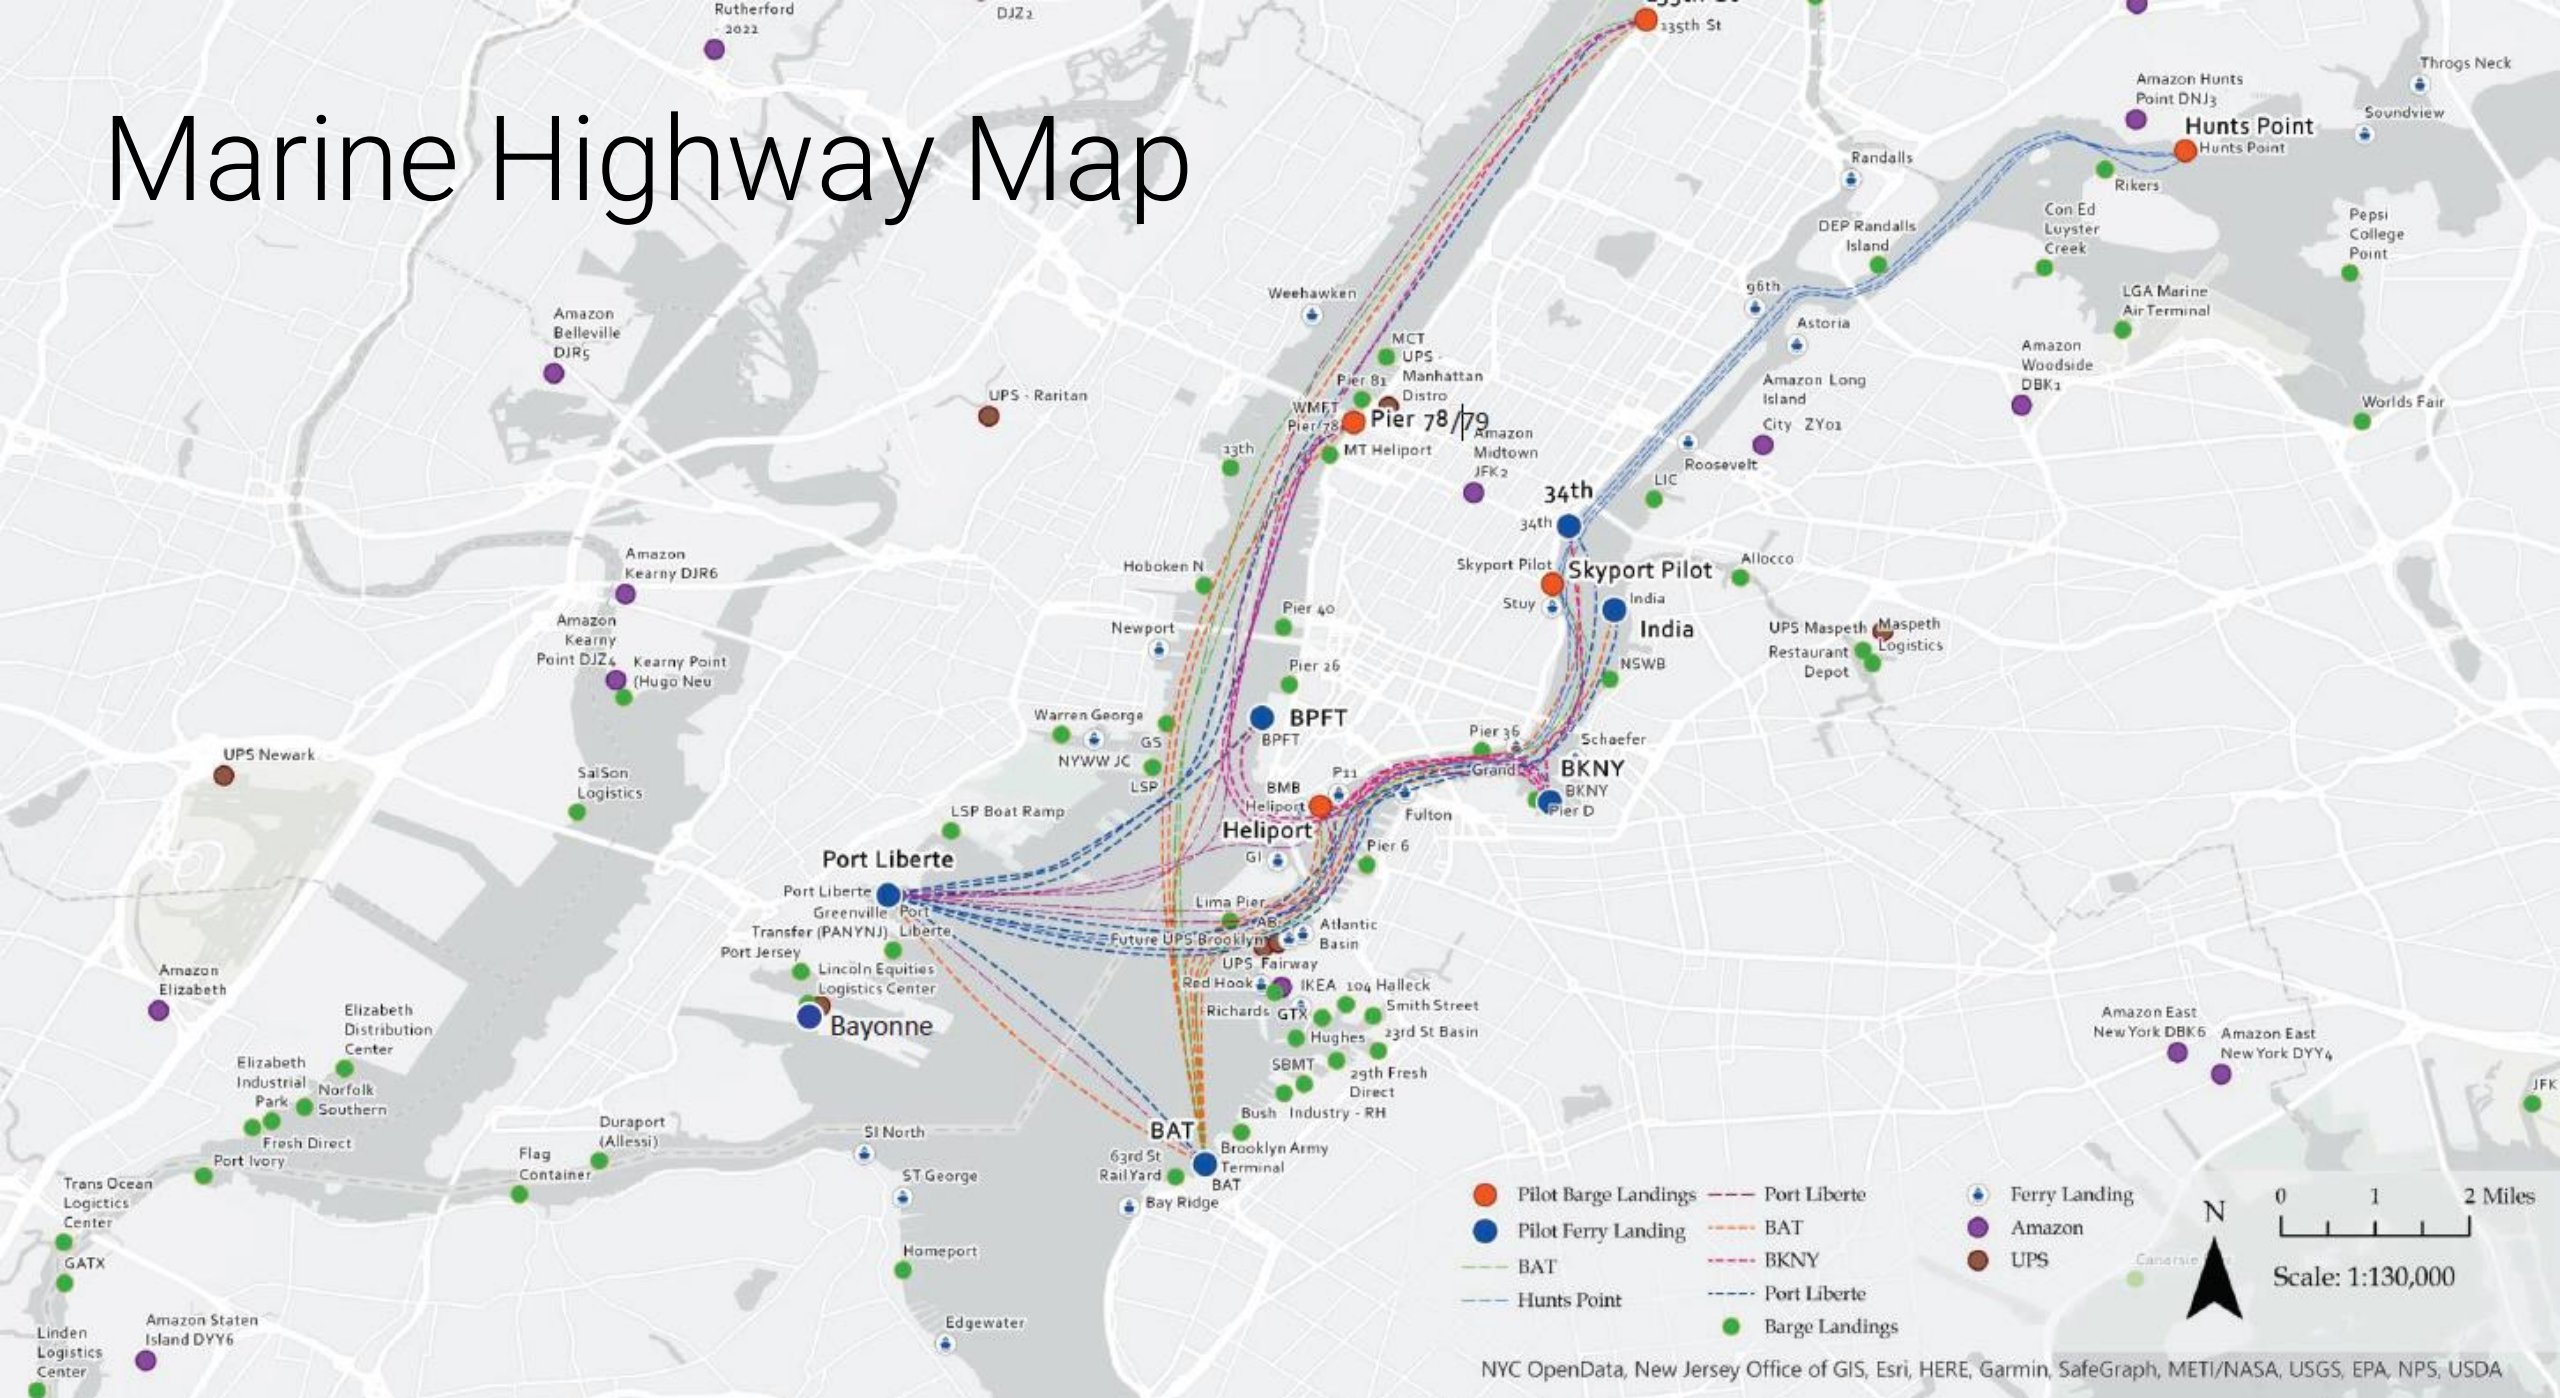 Rutherford
- 2022
DJZ2
135th St
Throgs Neck
Amazon Hunts
Point DNJ3
Soundview
Hunts Point
Hunts Point
Marine Highway Map
Randalls
Rikers
Con Ed
Luyster
Creek
Pepsi
College
Point
DEP Randalls
Island
Weehawken
96th
LGA Marine
Air Terminal
Amazon
Belleville
DJR5
Astoria
MCT
UPS -
Manhattan
Distro
Amazon
Woodside
DBK1
Pier 81
Amazon Long
Island
City ZY01
UPS - Raritan
WMFT
Pier 78
Pier 78/79
Worlds Fair
Amazon
Midtown
JFK2
13th
MT Heliport
Roosevelt
LIC
34th
34th
Amazon
Kearny DJR6
Hoboken N
Skyport Pilot
Skyport Pilot
Allocco
Stuy
India
India
Amazon
Kearny
Point DJZ4
Pier 40
Newport
UPS Maspeth
Maspeth
Logistics
Restaurant
Depot
Kearny Point
(Hugo Neu
Pier 26
NSWB
Warren George
GS
BPFT
BPFT
Pier 36
Schaefer
UPS Newark
NYWW JC
Grand
BKNY
BKNY
Pier D
SalSon
Logistics
LSP
BMB
P11
Heliport
Heliport
Fulton
LSP Boat Ramp
GI
Pier 6
Port Liberte
Port Liberte
Greenville
Transfer (PANYNJ)
Port
Liberte
Lima Pier
AB
Atlantic
Basin
Future UPS Brooklyn
Port Jersey
UPS Fairway
Amazon
Elizabeth
Lincoln Equities
Logistics Center
Red Hook
IKEA
104 Halleck
Richards
GTX
Smith Street
Bayonne
Hughes
23rd St Basin
Elizabeth
Distribution
Center
Amazon East
New York DBK6
Amazon East
New York DYY4
SBMT
29th Fresh
Direct
Elizabeth
Industrial
Park
Norfolk
Southern
JFK
Bush
Industry - RH
Fresh Direct
Duraport
(Allessi)
SI North
BAT
Brooklyn Army
Terminal
BAT
63rd St
Rail Yard
Port Ivory
Flag
Container
ST George
Bay Ridge
Trans Ocean
Logictics
Center
GATX
Homeport
Amazon Staten
Island DYY6
Edgewater
Linden
Logistics
Center
Pilot Barge Landings
Pilot Ferry Landing
BAT
Hunts Point
Port Liberte
BAT
BKNY
Port Liberte
Barge Landings
Ferry Landing
Amazon
UPS
Canarsie
N
0 1 2 Miles
Scale: 1:130,000
NYC OpenData, New Jersey Office of GIS, Esri, HERE, Garmin, SafeGraph, METI/NASA, USGS, EPA, NPS, USDA